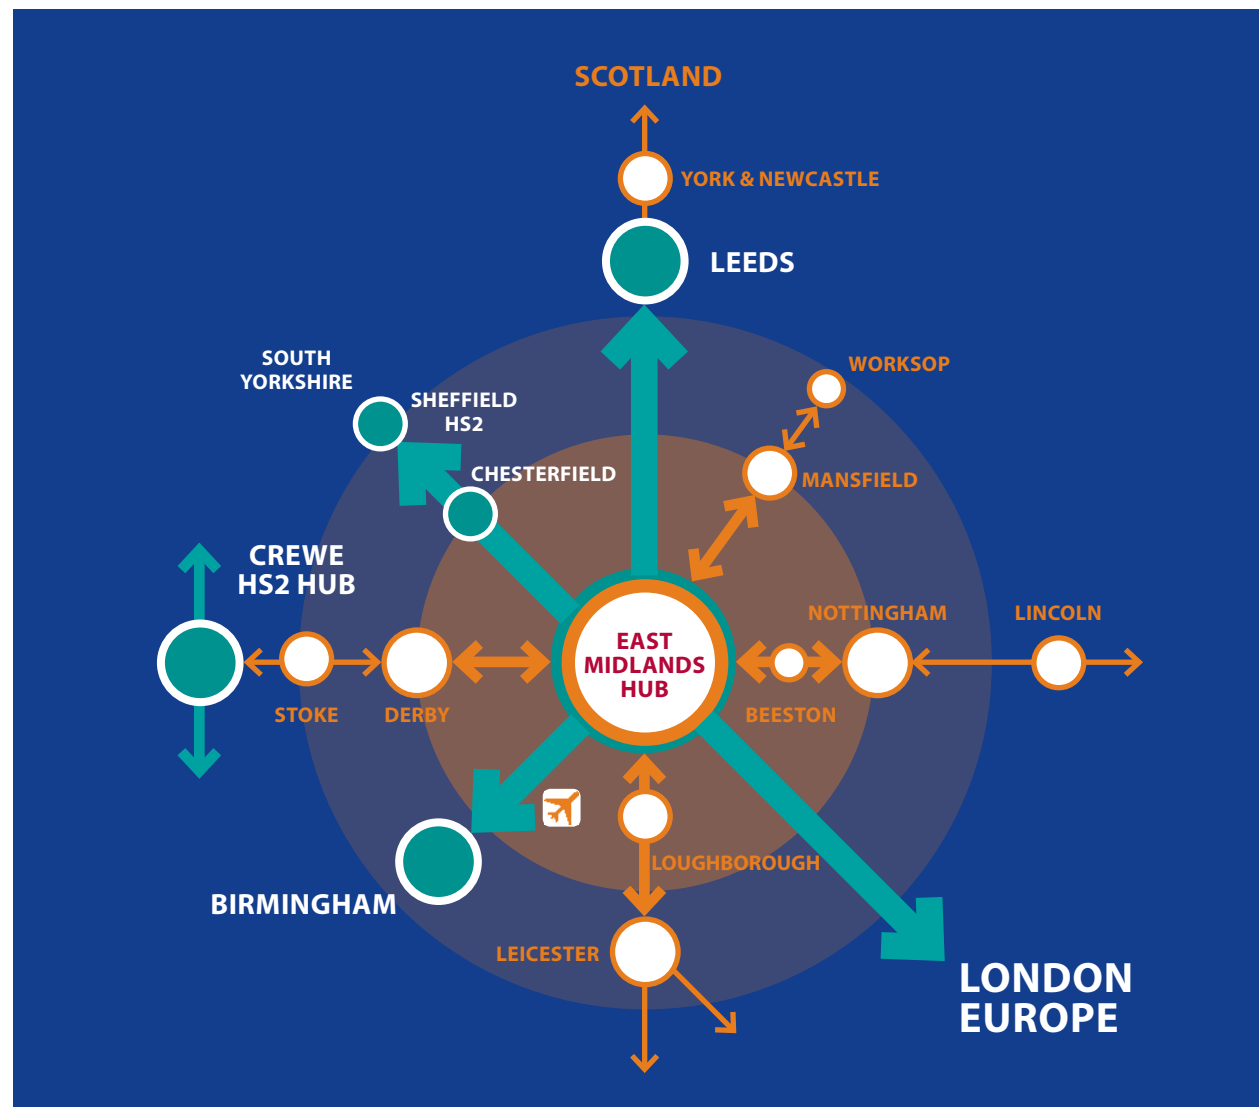 SCOTLAND
YORK & NEWCASTLE
LEEDS
SOUTH
YORKSHIRE
WORKSOP
SHEFFIELD
HS2
CHESTERFIELD
MANSFIELD
CREWE
HS2 HUB
NOTTINGHAM
LINCOLN
EAST
MIDLANDS
HUB
STOKE
DERBY
BEESTON
LOUGHBOROUGH
BIRMINGHAM
LEICESTER
LONDON
EUROPE